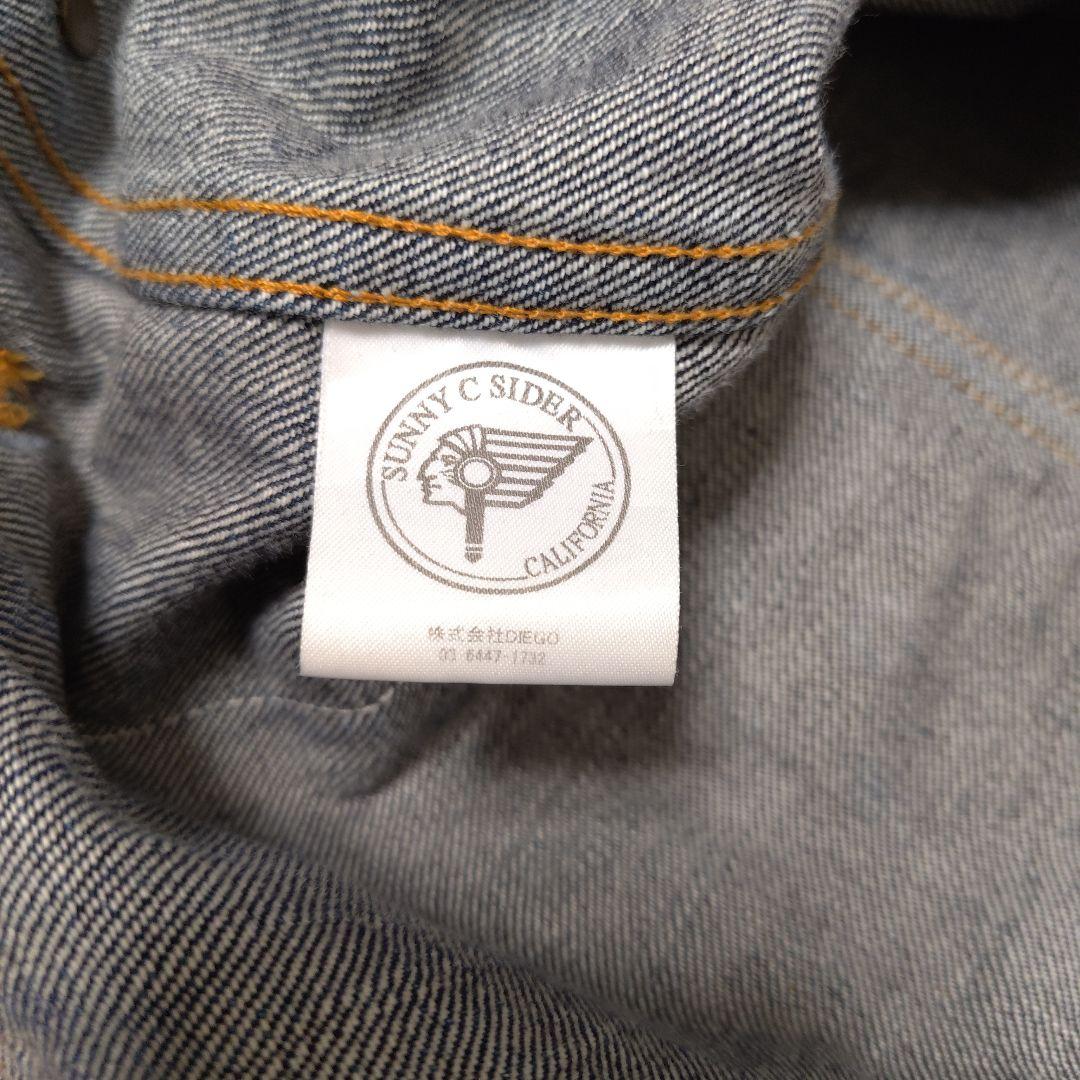 SUNNY C SIDER
CALIFORNIA
株式会社DIEGO
03-6447-1732